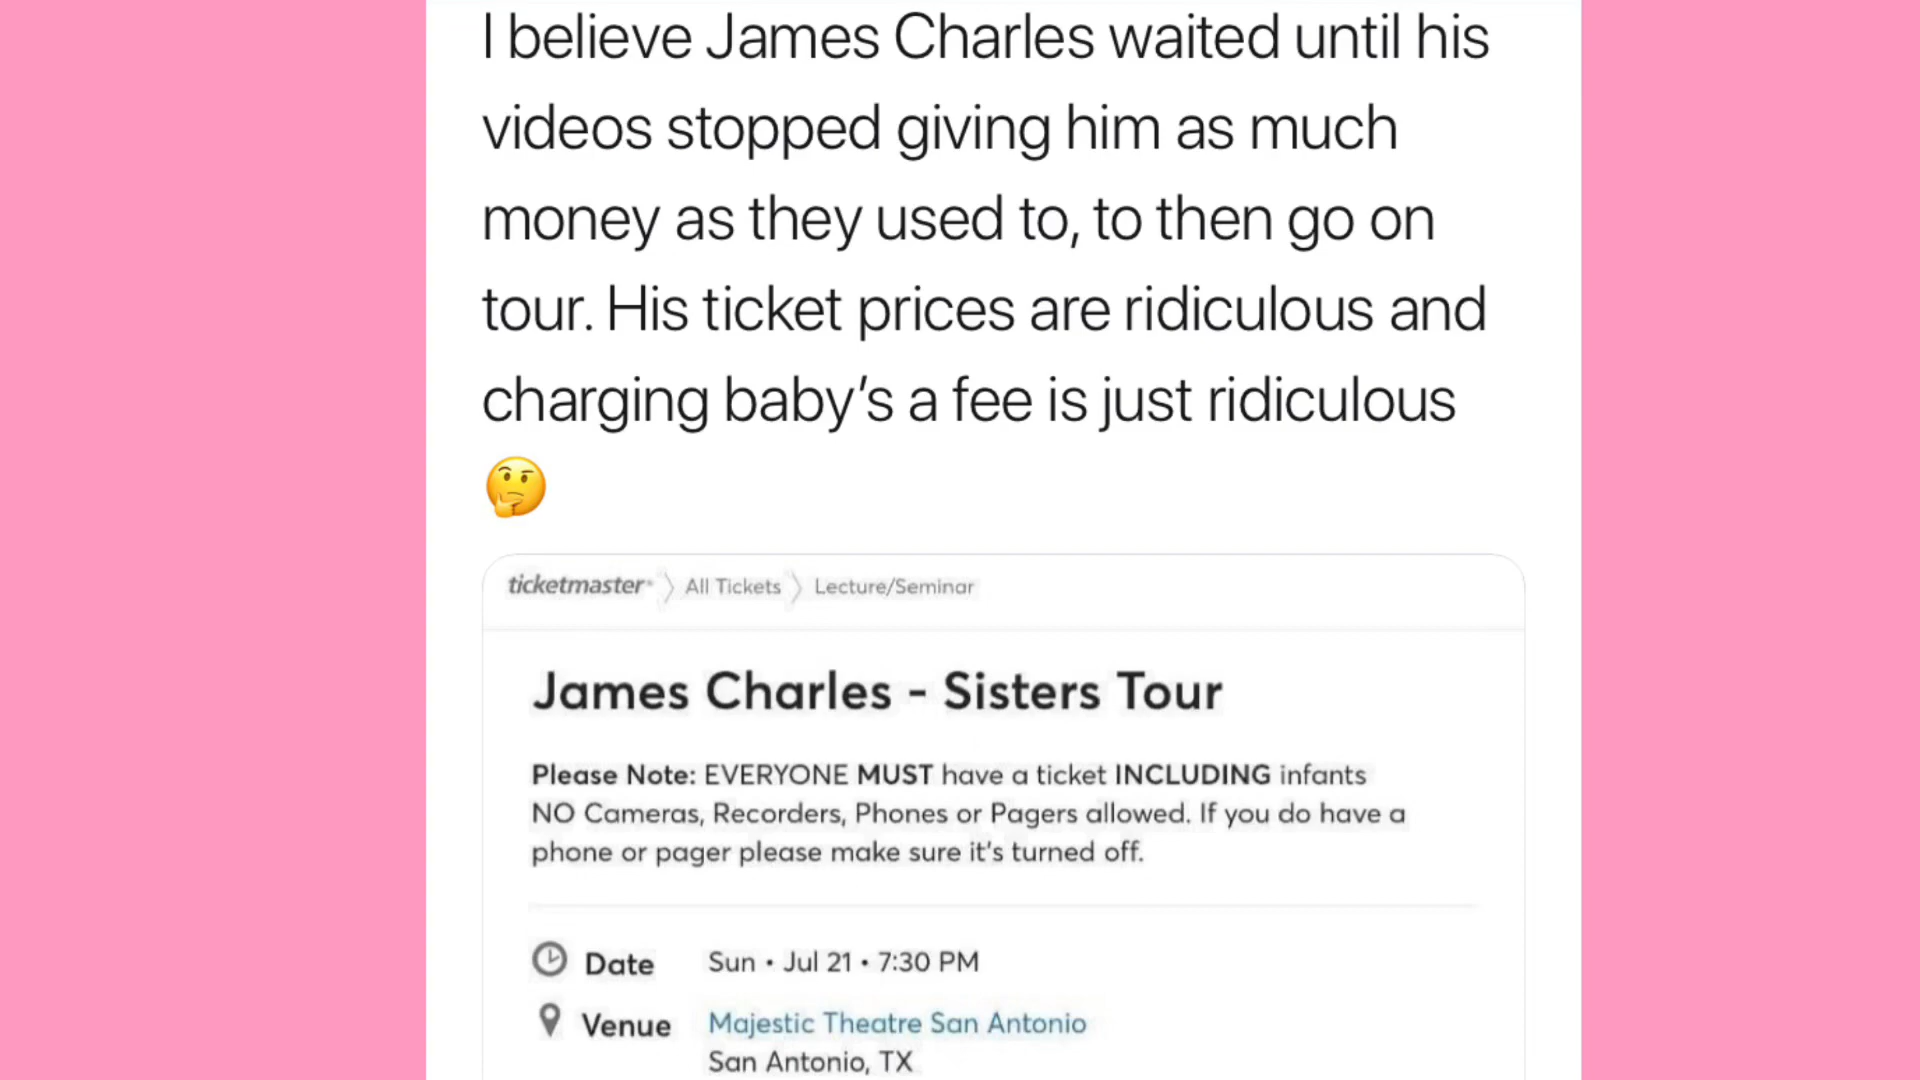 I believe James Charles waited until his
videos stopped giving him as much
money as they used to, to then go on
tour. His ticket prices are ridiculous and
charging baby’s a fee is just ridiculous
🤔
ticketmaster® 〉 All Tickets 〉 Lecture/Seminar
James Charles - Sisters Tour
Please Note: EVERYONE MUST have a ticket INCLUDING infants
NO Cameras, Recorders, Phones or Pagers allowed. If you do have a
phone or pager please make sure it's turned off.
Date Sun • Jul 21 • 7:30 PM
Venue Majestic Theatre San Antonio
San Antonio, TX